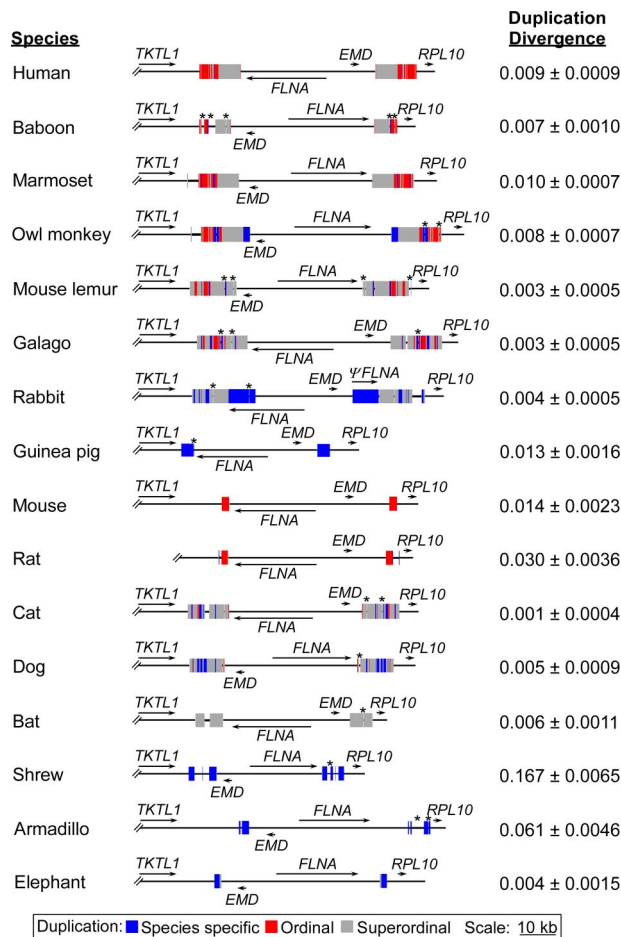 Species Duplication Divergence
Human TKTL1 FLNA EMD RPL10 0.009 ± 0.0009
Baboon TKTL1 * * * EMD FLNA ** RPL10 0.007 ± 0.0010
Marmoset TKTL1 EMD FLNA RPL10 0.010 ± 0.0007
Owl monkey TKTL1 EMD FLNA * * RPL10 0.008 ± 0.0007
Mouse lemur TKTL1 * * EMD FLNA * * RPL10 0.003 ± 0.0005
Galago TKTL1 * * FLNA EMD * RPL10 0.003 ± 0.0005
Rabbit TKTL1 * * FLNA EMD ΨFLNA RPL10 0.004 ± 0.0005
Guinea pig TKTL1 * FLNA EMD RPL10 0.013 ± 0.0016
Mouse TKTL1 FLNA EMD RPL10 0.014 ± 0.0023
Rat FLNA EMD RPL10 0.030 ± 0.0036
Cat TKTL1 FLNA EMD * * RPL10 0.001 ± 0.0004
Dog TKTL1 EMD FLNA * RPL10 0.005 ± 0.0009
Bat TKTL1 FLNA EMD * RPL10 0.006 ± 0.0011
Shrew TKTL1 EMD FLNA * RPL10 0.167 ± 0.0065
Armadillo TKTL1 EMD FLNA * * RPL10 0.061 ± 0.0046
Elephant TKTL1 EMD FLNA RPL10 0.004 ± 0.0015
Duplication: Species specific Ordinal Superordinal Scale: 10 kb